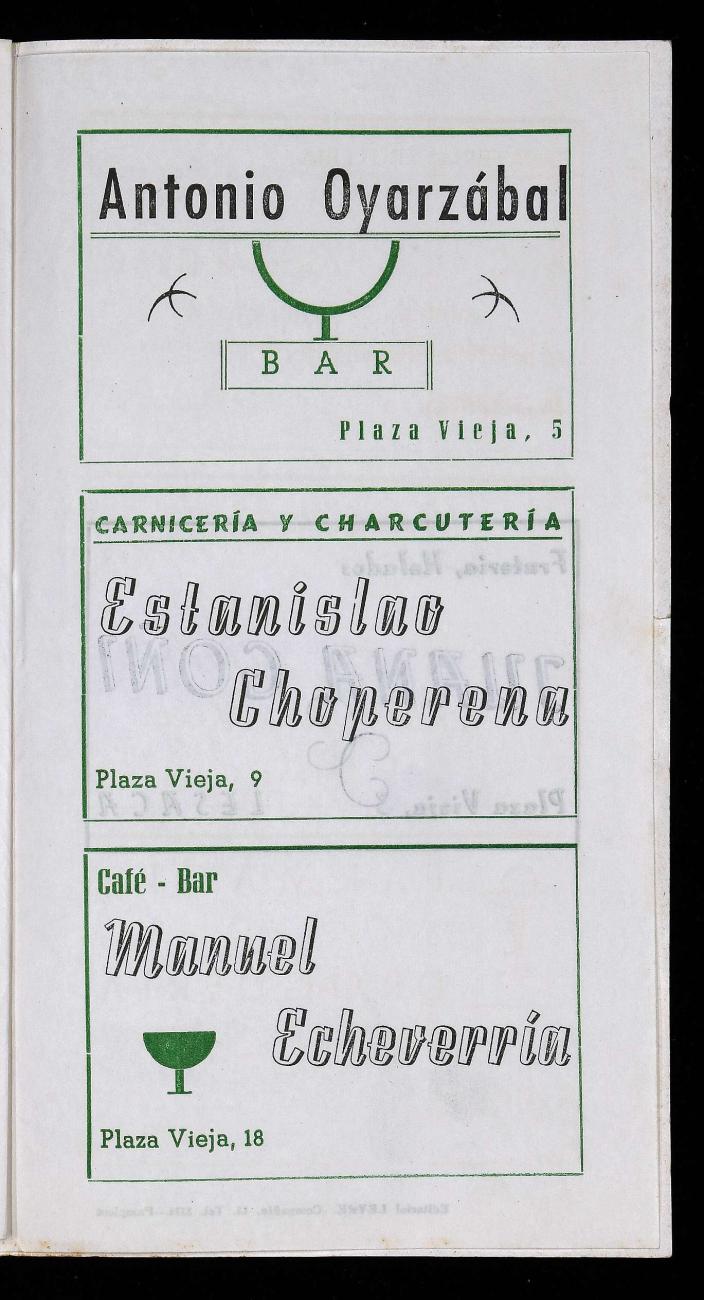 Antonio Oyarzábal
BAR
Plaza Vieja, 5
CARNICERÍA Y CHARCUTERÍA
Estanislao
Choperena
Plaza Vieja, 9
Café - Bar
Manuel
Echeverría
Plaza Vieja, 18